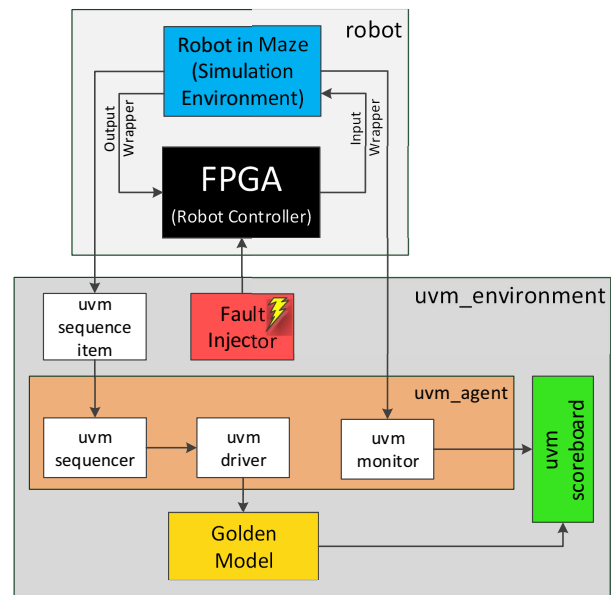 robot
Robot in Maze
(Simulation
Environment)
Output
Wrapper
Input
Wrapper
FPGA
(Robot Controller)
uvm_environment
uvm
sequence
item
Fault
Injector
uvm_agent
uvm
sequencer
uvm
driver
uvm
monitor
uvm
scoreboard
Golden
Model